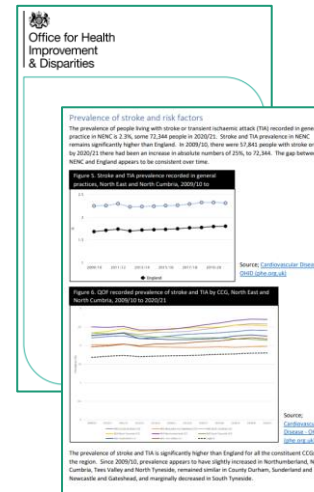 Office for Health
Improvement
& Disparities
Prevalence of stroke and risk factors
The prevalence of people living with stroke or transient ischaemic attack (TIA) recorded in gene
practice in NENC is 2.3%, some 72,344 people in 2020/21. Stroke and TIA prevalence in NENC
remains significantly higher than England. In 2009/10, there were 57,841 people with stroke or
by 2020/21 there had been an increase in absolute numbers of 25%, to 72,344. The gap betwee
NENC and England appears to be consistent over time.
Figure 5. Stroke and TIA prevalence recorded in general
practices, North East and North Cumbria, 2009/10 to
England
Source; Cardiovascular Diseas
OHID (phe.org.uk)
Figure 6. QOF recorded prevalence of stroke and TIA by CCG, North East and
North Cumbria, 2009/10 to 2020/21
Source;
Cardiovascu
Disease - OH
(phe.org.uk)
The prevalence of stroke and TIA is significantly higher than England for all the constituent CCGs
the region. Since 2009/10, prevalence appears to have slightly increased in Northumberland, N
Cumbria, Tees Valley and North Tyneside, remained similar in County Durham, Sunderland and
Newcastle and Gateshead, and marginally decreased in South Tyneside.